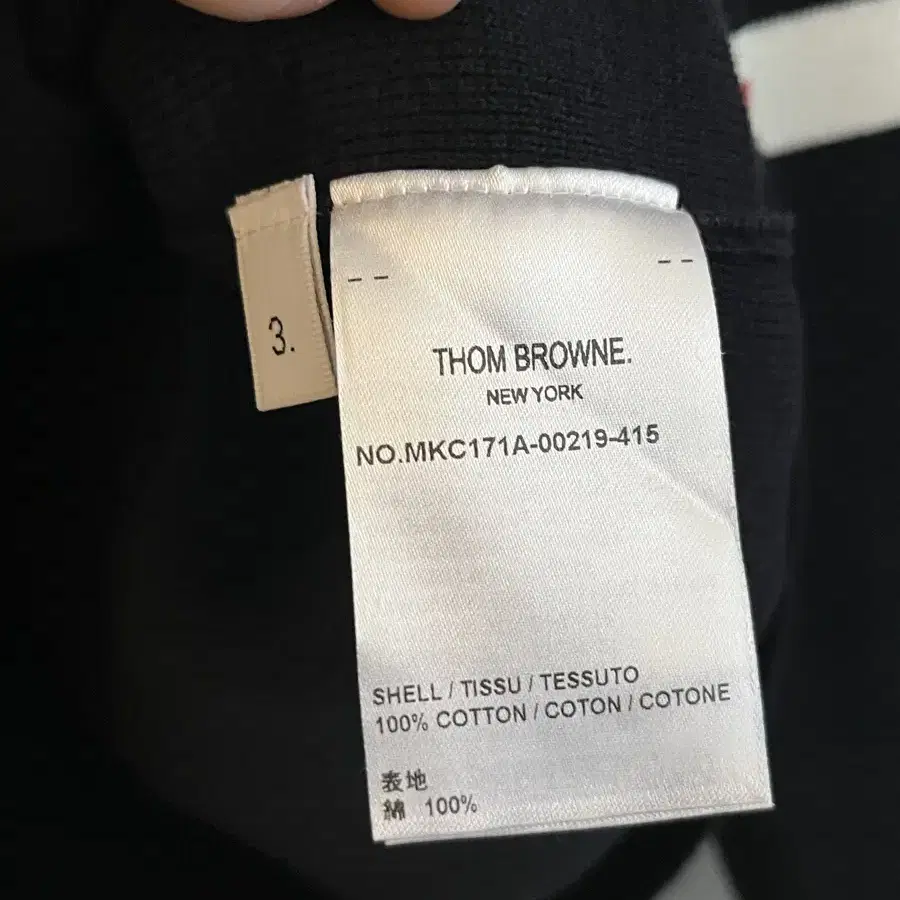 3.
THOM BROWNE.
NEW YORK
NO.MKC171A-00219-415
SHELL / TISSU / TESSUTO
100% COTTON / COTON / COTONE
表地
綿 100%